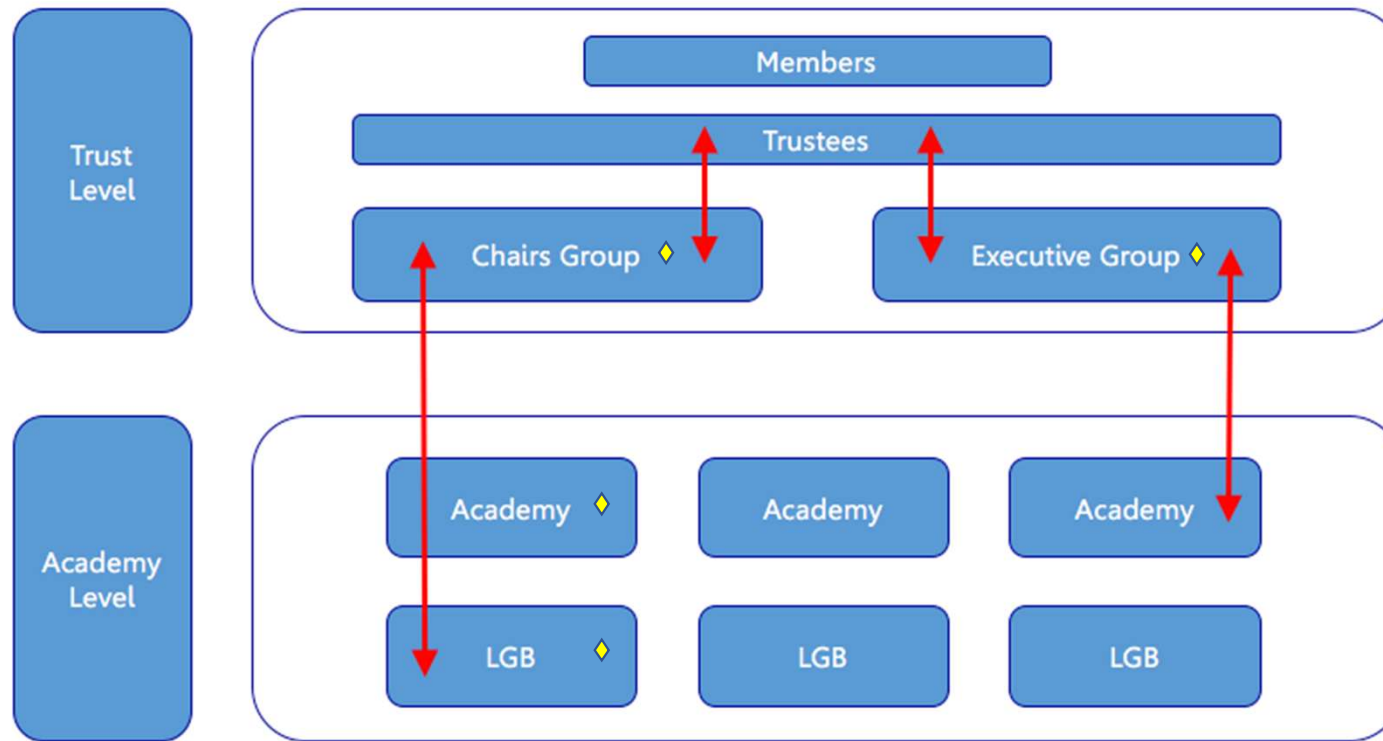 Trust
Level
Members
Trustees
Chairs Group
Executive Group
Academy
Level
Academy
Academy
Academy
LGB
LGB
LGB